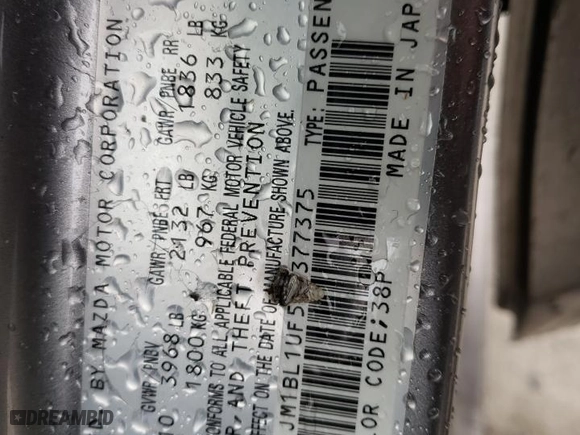 BY MAZDA MOTOR CORPORATION
GVWR/PNBV GAWR/PNBE FRT GAWR/PNBE RR
10 3968 LB 2132 LB 1836 LB
1800 KG 967 KG 833 KG
CONFORMS TO ALL APPLICABLE FEDERAL MOTOR VEHICLE SAFETY
AND THEFT PREVENTION
EFFECT ON THE DATE OF MANUFACTURE SHOWN ABOVE.
JM1BL1UF5 377375 TYPE: PASSEN
OR CODE;38P MADE IN JAP
DREAMBID